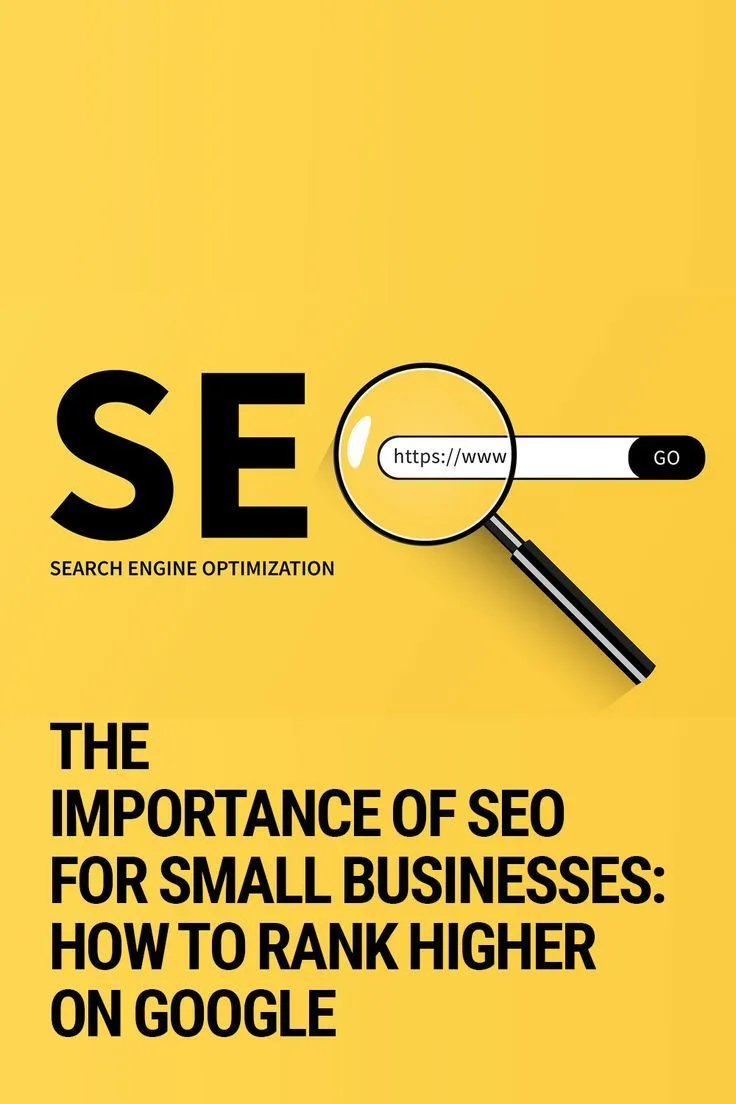 SEO
https://www
GO
SEARCH ENGINE OPTIMIZATION
THE
IMPORTANCE OF SEO
FOR SMALL BUSINESSES:
HOW TO RANK HIGHER
ON GOOGLE